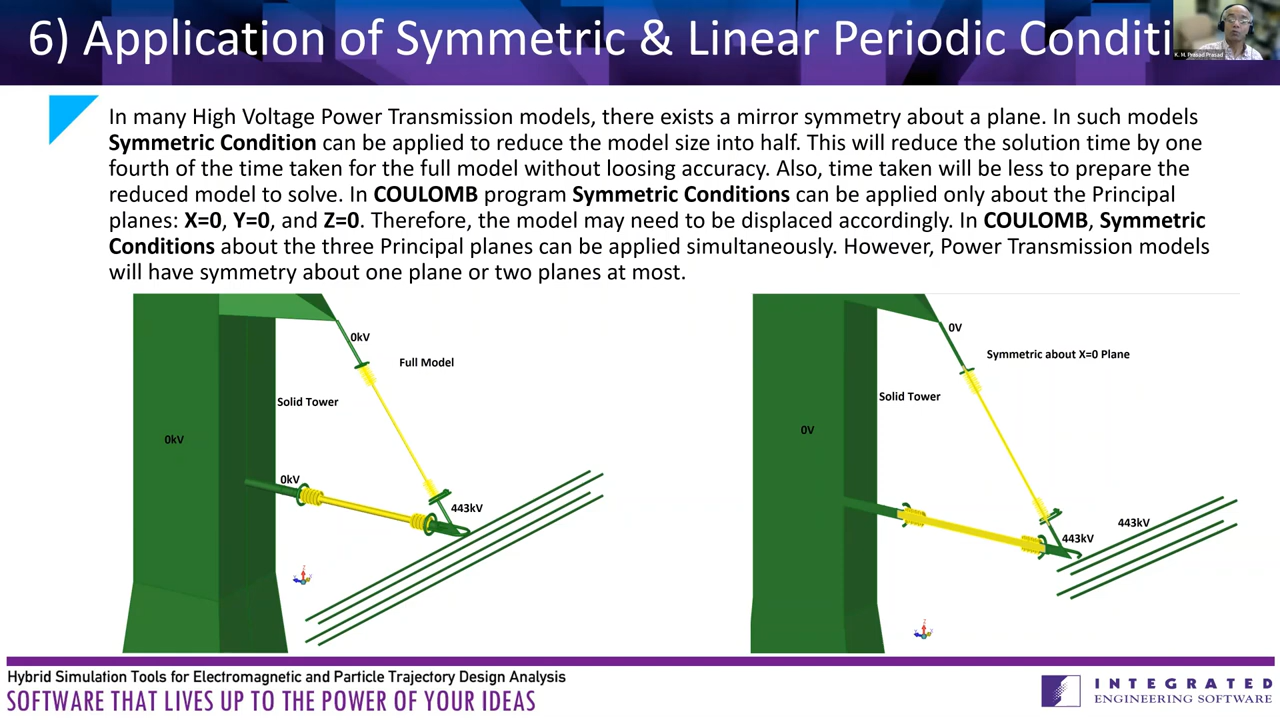 6) Application of Symmetric & Linear Periodic Conditi
K. M. Prasad Prasad
In many High Voltage Power Transmission models, there exists a mirror symmetry about a plane. In such models
Symmetric Condition can be applied to reduce the model size into half. This will reduce the solution time by one
fourth of the time taken for the full model without loosing accuracy. Also, time taken will be less to prepare the
reduced model to solve. In COULOMB program Symmetric Conditions can be applied only about the Principal
planes: X=0, Y=0, and Z=0. Therefore, the model may need to be displaced accordingly. In COULOMB, Symmetric
Conditions about the three Principal planes can be applied simultaneously. However, Power Transmission models
will have symmetry about one plane or two planes at most.
0kV
Full Model
Solid Tower
0kV
0kV
443kV
0V
Symmetric about X=0 Plane
Solid Tower
0V
443kV
443kV
Hybrid Simulation Tools for Electromagnetic and Particle Trajectory Design Analysis
SOFTWARE THAT LIVES UP TO THE POWER OF YOUR IDEAS
INTEGRATED
ENGINEERING SOFTWARE